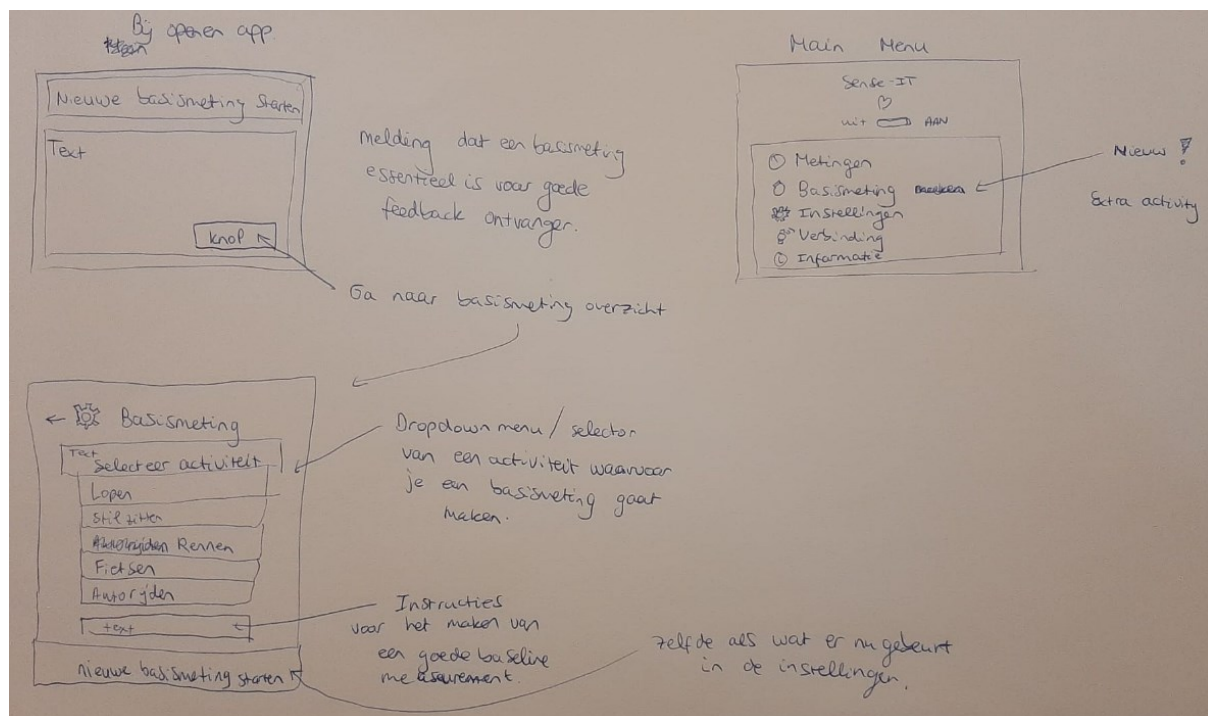 Bij openen app
Nieuwe basismeting starten
Text
Knop
melding dat een basismeting
essentieel is voor goede
feedback ontvangen.
Ga naar basismeting overzicht
Main Menu
Sense-IT
uit AAN
Metingen
Basismeting
Instellingen
Verbinding
Informatie
Nieuw!
Extra activity
← Basismeting
Text
Selecteer activiteit
Lopen
Stil zitten
Rennen
Fietsen
Autorijden
text
nieuwe basismeting starten
Dropdown menu / selector
van een activiteit waarvoor
je een basismeting gaat
maken.
Instructies
voor het maken van
een goede baseline
measurement.
zelfde als wat er nu gebeurt
in de instellingen.